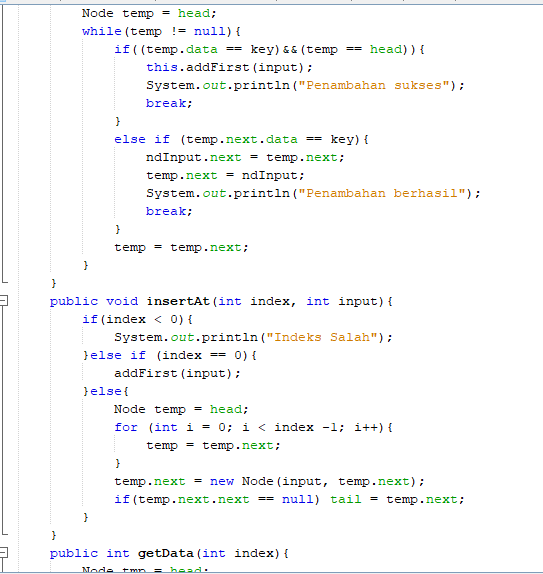 Node temp = head;
while(temp != null){
if((temp.data == key)&&(temp == head)){
this.addFirst(input);
System.out.println("Penambahan sukses");
break;
}
else if (temp.next.data == key){
ndInput.next = temp.next;
temp.next = ndInput;
System.out.println("Penambahan berhasil");
break;
}
temp = temp.next;
}
}
public void insertAt(int index, int input){
if(index < 0){
System.out.println("Indeks Salah");
}else if (index == 0){
addFirst(input);
}else{
Node temp = head;
for (int i = 0; i < index -1; i++){
temp = temp.next;
}
temp.next = new Node(input, temp.next);
if(temp.next.next == null) tail = temp.next;
}
}
public int getData(int index){
Node tmp = head;